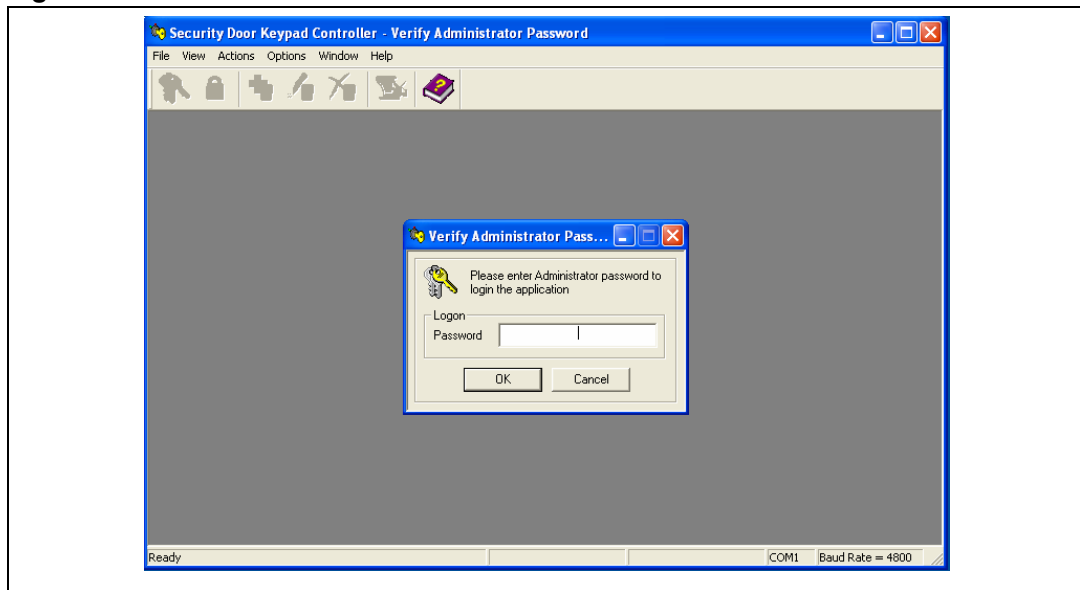 Security Door Keypad Controller - Verify Administrator Password
File View Actions Options Window Help
Verify Administrator Pass...
Please enter Administrator password to
login the application
Logon
Password
OK Cancel
Ready COM1 Baud Rate = 4800